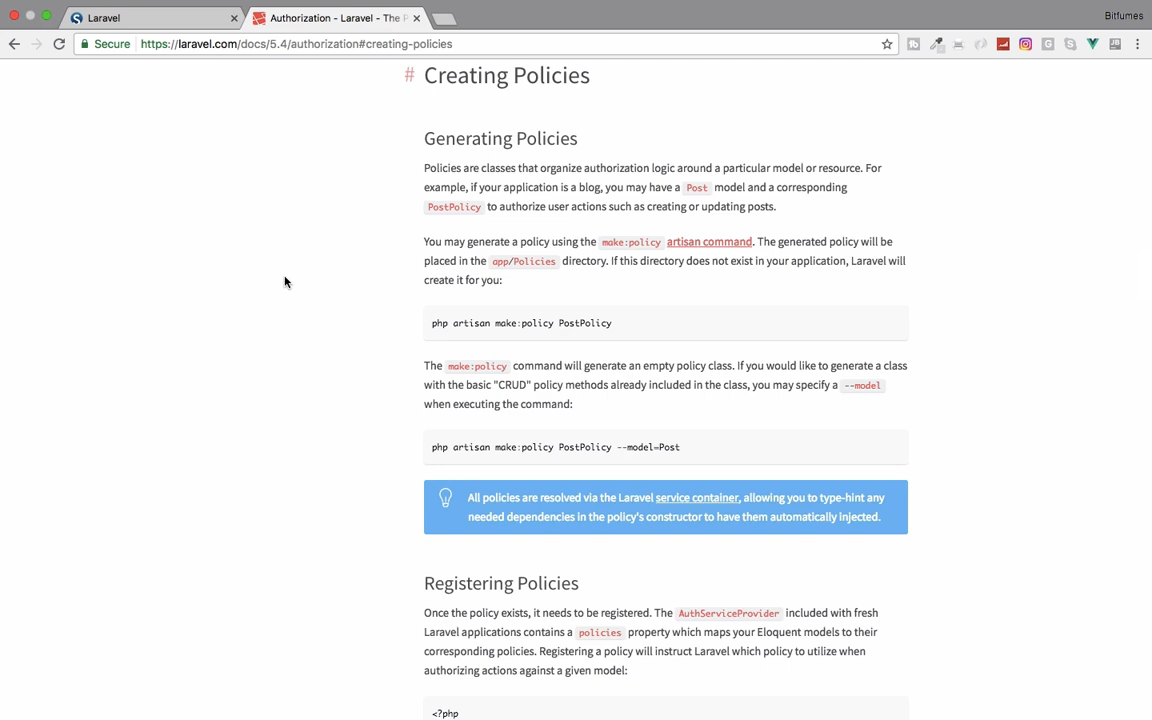 Laravel
Authorization - Laravel - The P
Bitfumes
Secure
https://laravel.com/docs/5.4/authorization#creating-policies
# Creating Policies
Generating Policies
Policies are classes that organize authorization logic around a particular model or resource. For
example, if your application is a blog, you may have a Post model and a corresponding
PostPolicy to authorize user actions such as creating or updating posts.
You may generate a policy using the make:policy artisan command. The generated policy will be
placed in the app/Policies directory. If this directory does not exist in your application, Laravel will
create it for you:
php artisan make:policy PostPolicy
The make:policy command will generate an empty policy class. If you would like to generate a class
with the basic "CRUD" policy methods already included in the class, you may specify a --model
when executing the command:
php artisan make:policy PostPolicy --model=Post
All policies are resolved via the Laravel service container, allowing you to type-hint any
needed dependencies in the policy's constructor to have them automatically injected.
Registering Policies
Once the policy exists, it needs to be registered. The AuthServiceProvider included with fresh
Laravel applications contains a policies property which maps your Eloquent models to their
corresponding policies. Registering a policy will instruct Laravel which policy to utilize when
authorizing actions against a given model:
<?php